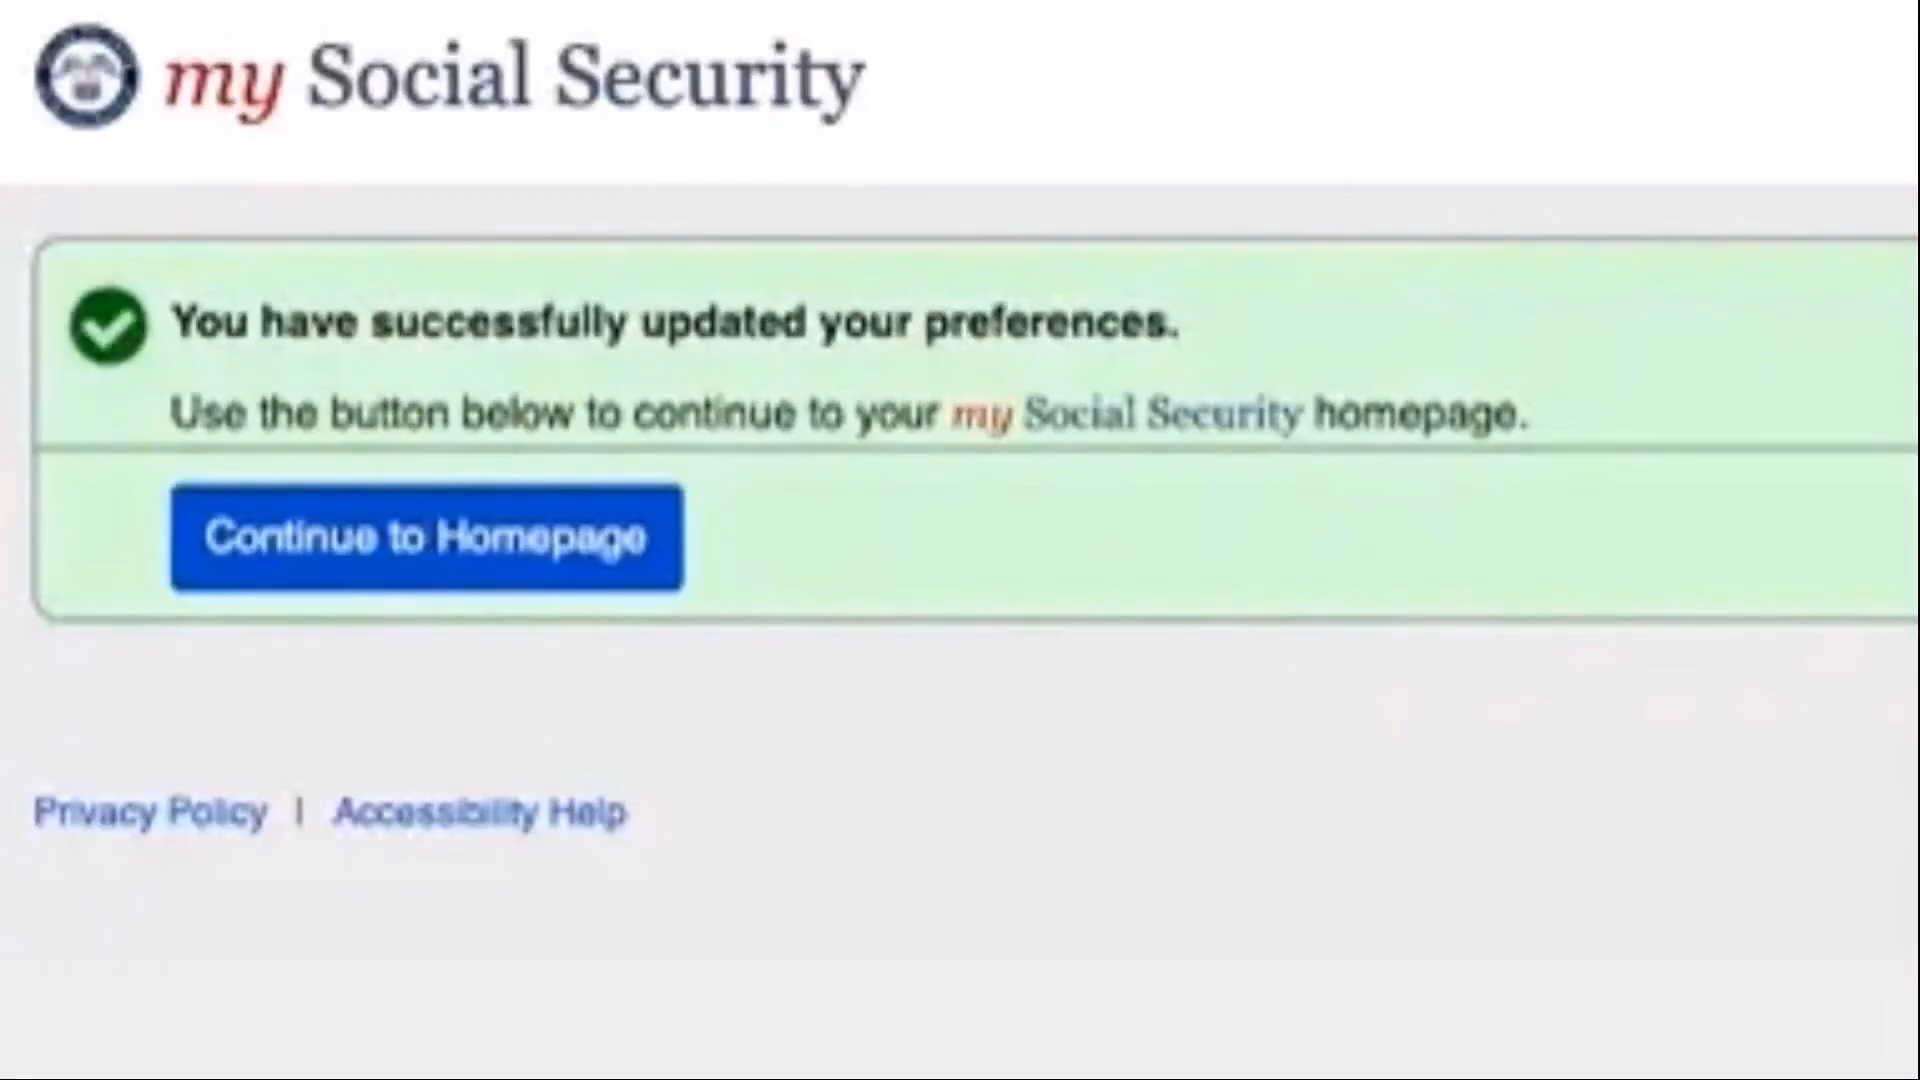 my Social Security
You have successfully updated your preferences.
Use the button below to continue to your my Social Security homepage.
Continue to Homepage
Privacy Policy | Accessibility Help